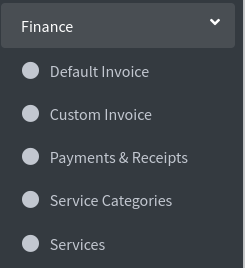 Finance
Default Invoice
Custom Invoice
Payments & Receipts
Service Categories
Services